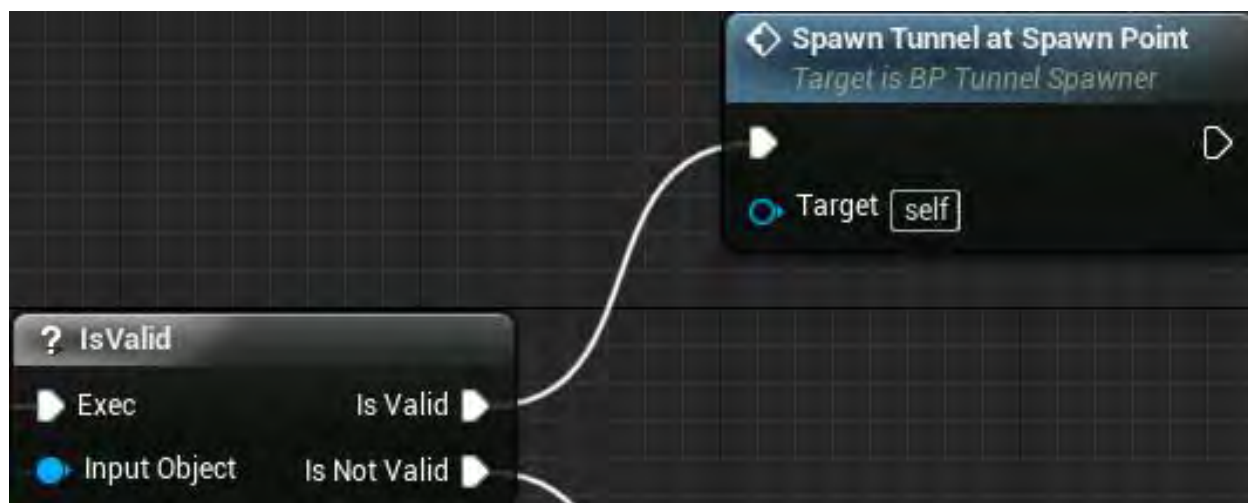 Spawn Tunnel at Spawn Point
Target is BP Tunnel Spawner
Target self
? IsValid
Exec Is Valid
Input Object Is Not Valid